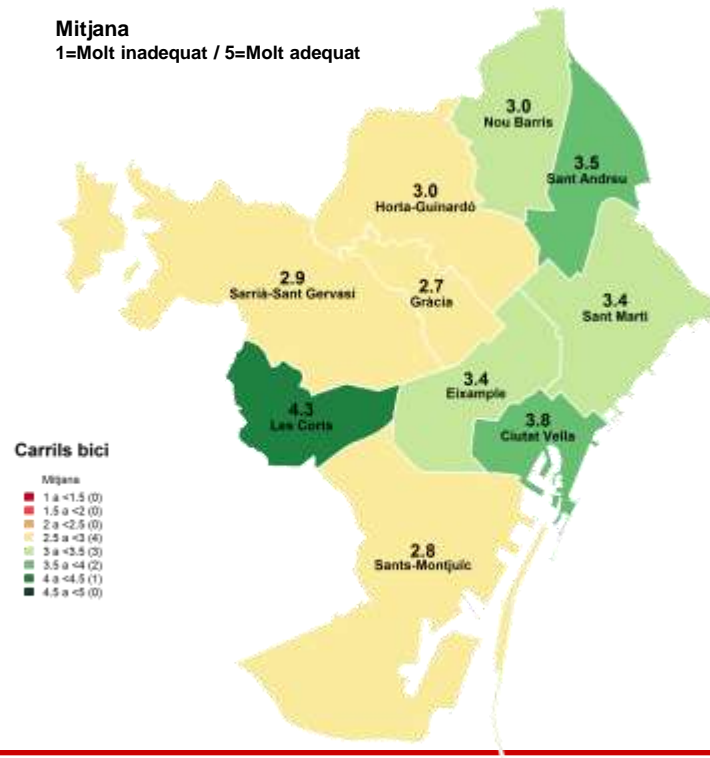 Mitjana
1=Molt inadequat / 5=Molt adequat
3.0
Nou Barris
3.5
Sant Andreu
3.0
Horta-Guinardó
2.9
Sarrià-Sant Gervasi
2.7
Gràcia
3.4
Sant Martí
3.4
Eixample
4.3
Les Corts
3.8
Ciutat Vella
2.8
Sants-Montjuïc
Carrils bici
Mitjana
1 a <1.5 (0)
1.5 a <2 (0)
2 a <2.5 (0)
2.5 a <3 (4)
3 a <3.5 (3)
3.5 a <4 (2)
4 a <4.5 (1)
4.5 a <5 (0)